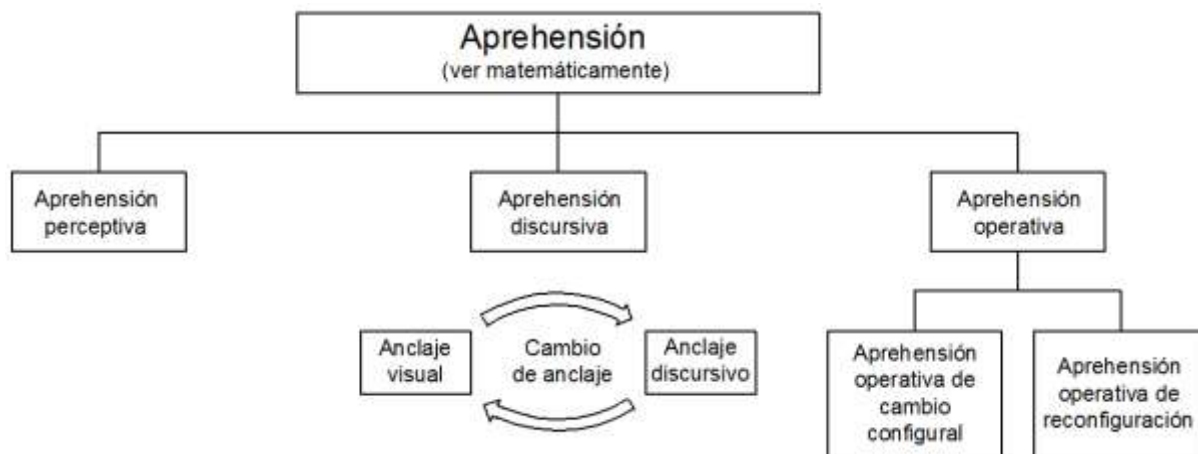 Aprehensión
(ver matemáticamente)
Aprehensión
perceptiva
Aprehensión
discursiva
Aprehensión
operativa
Anclaje
visual
Cambio
de anclaje
Anclaje
discursivo
Aprehensión
operativa de
cambio
configural
Aprehensión
operativa de
reconfiguración